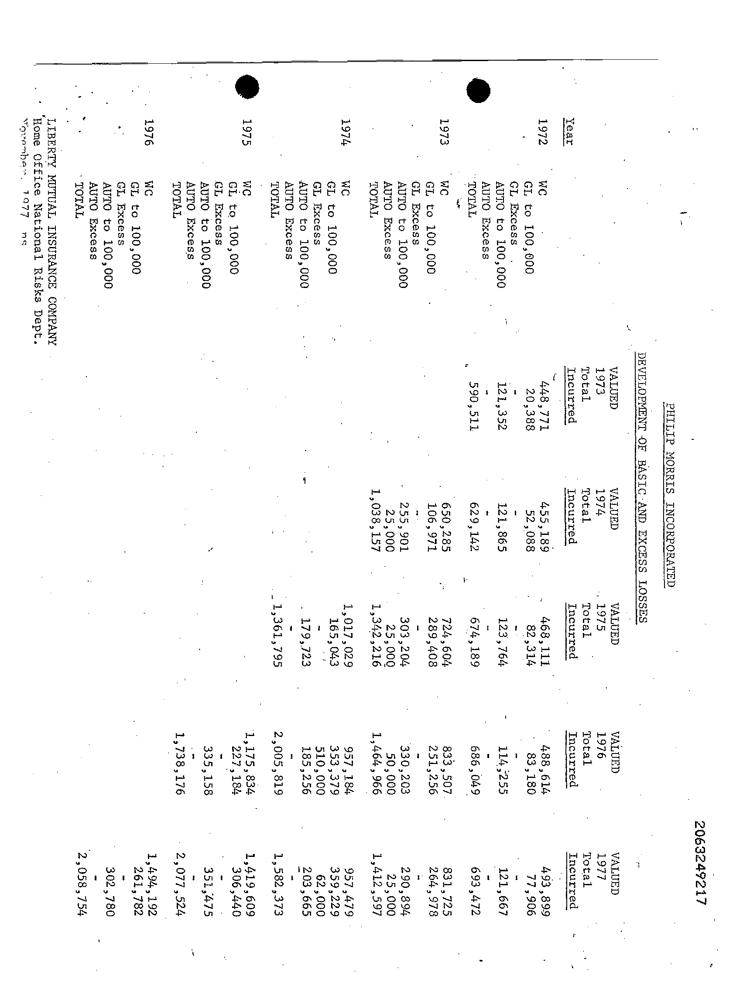 2063249217
PHILIP MORRIS INCORPORATED
DEVELOPMENT OF BASIC AND EXCESS LOSSES
VALUED VALUED VALUED VALUED VALUED
1973 1974 1975 1976 1977
Total Total Total Total Total
Year Incurred Incurred Incurred Incurred Incurred
1972 WC 448,771 455,189 468,111 488,614 493,899
GL to 100,000 20,388 52,088 82,314 83,180 77,906
GL Excess - - - - -
AUTO to 100,000 121,352 121,865 123,764 114,255 121,667
AUTO Excess - - - - -
TOTAL 590,511 629,142 674,189 686,049 693,472
1973 WC 650,285 724,604 833,507 831,725
GL to 100,000 106,971 289,408 251,256 264,978
GL Excess - - - -
AUTO to 100,000 255,901 303,204 330,203 290,894
AUTO Excess 25,000 25,000 50,000 25,000
TOTAL 1,038,157 1,342,216 1,464,966 1,412,597
1974 WC 1,017,029 957,184 957,479
GL to 100,000 165,043 353,379 359,229
GL Excess - 510,000 62,000
AUTO to 100,000 179,723 185,256 203,665
AUTO Excess - - -
TOTAL 1,361,795 2,005,819 1,582,373
1975 WC 1,175,834 1,419,609
GL to 100,000 227,184 306,440
GL Excess - -
AUTO to 100,000 335,158 351,475
AUTO Excess - -
TOTAL 1,738,176 2,077,524
1976 WC 1,494,192
GL to 100,000 261,782
GL Excess -
AUTO to 100,000 302,780
AUTO Excess -
TOTAL 2,058,754
LIBERTY MUTUAL INSURANCE COMPANY
Home Office National Risks Dept.
November, 1977